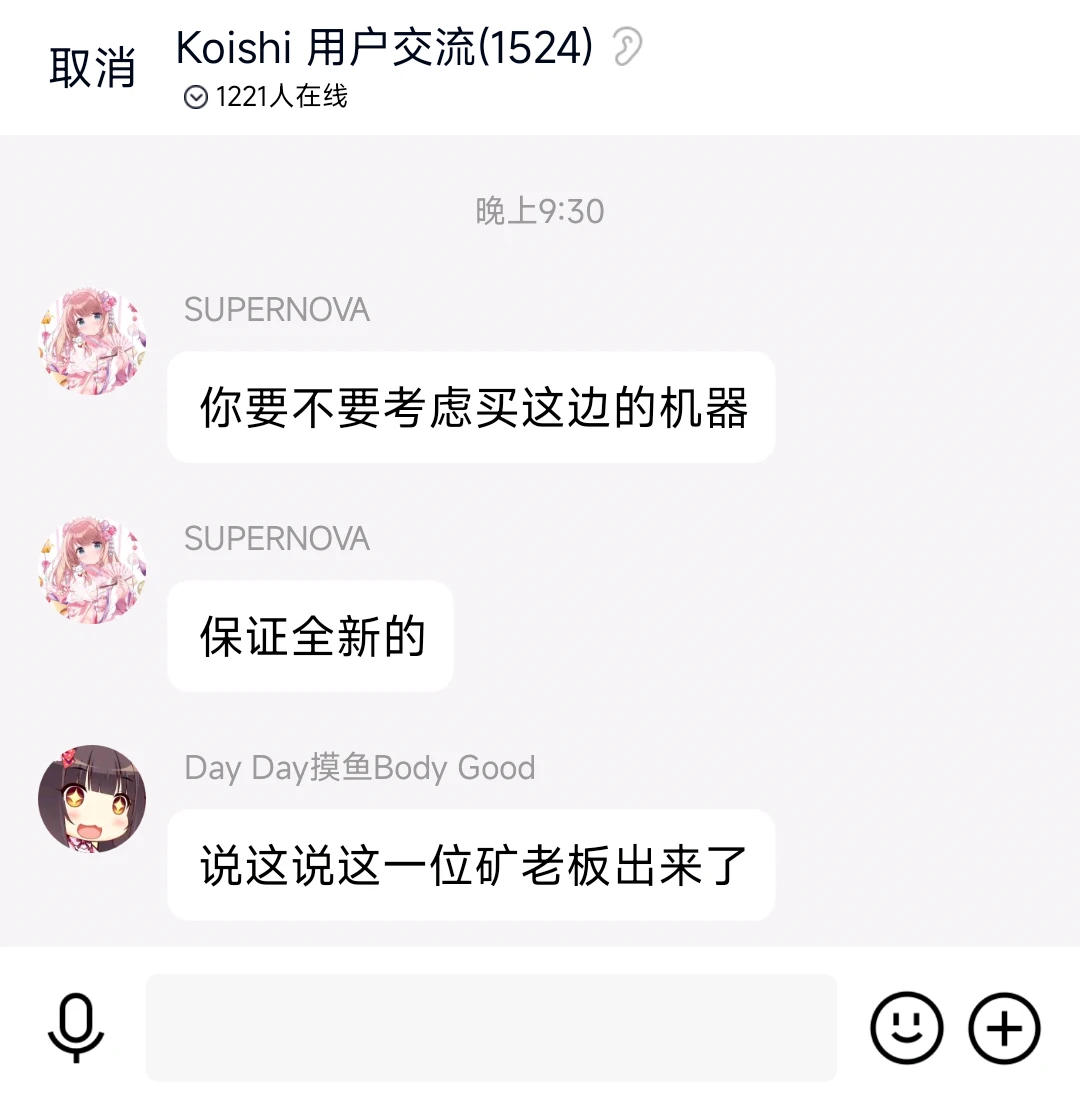 取消
Koishi 用户交流(1524)
1221人在线
晚上9:30
SUPERNOVA
你要不要考虑买这边的机器
SUPERNOVA
保证全新的
Day Day摸鱼Body Good
说这说这一位矿老板出来了